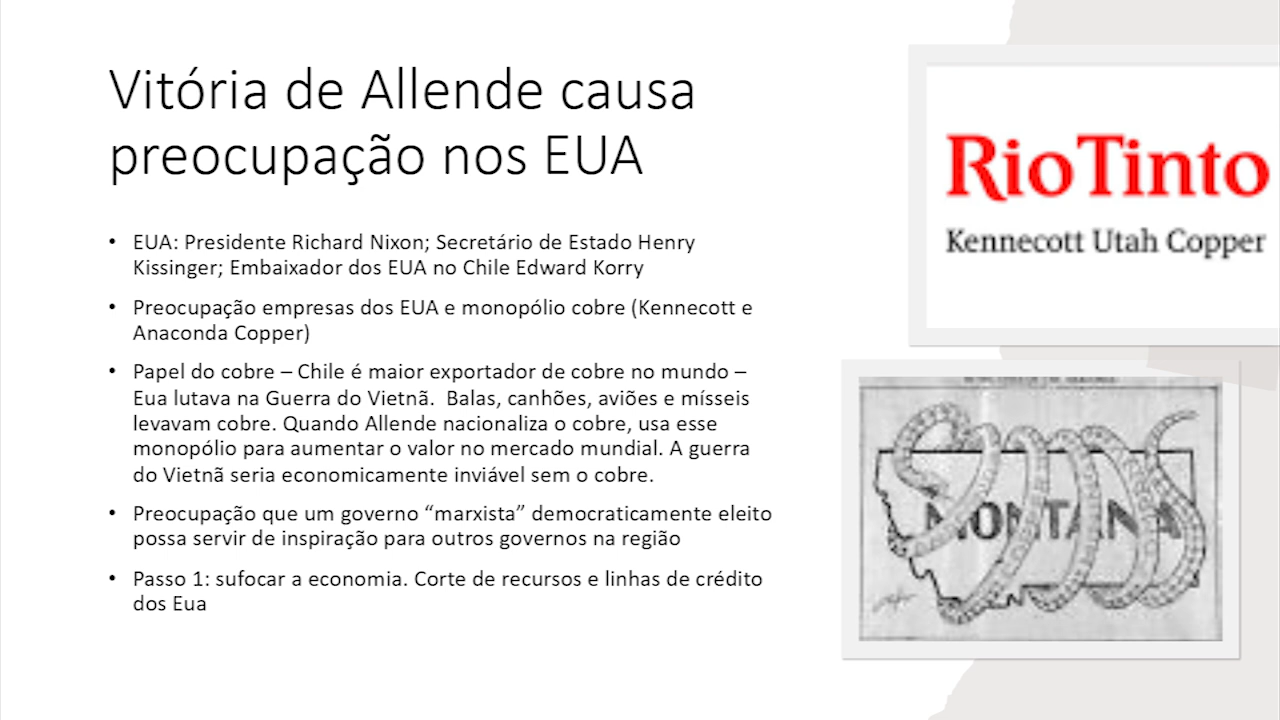 Vitória de Allende causa
preocupação nos EUA
• EUA: Presidente Richard Nixon; Secretário de Estado Henry
Kissinger; Embaixador dos EUA no Chile Edward Korry
• Preocupação empresas dos EUA e monopólio cobre (Kennecott e
Anaconda Copper)
• Papel do cobre – Chile é maior exportador de cobre no mundo –
Eua lutava na Guerra do Vietnã.  Balas, canhões, aviões e mísseis
levavam cobre. Quando Allende nacionaliza o cobre, usa esse
monopólio para aumentar o valor no mercado mundial. A guerra
do Vietnã seria economicamente inviável sem o cobre.
• Preocupação que um governo “marxista” democraticamente eleito
possa servir de inspiração para outros governos na região
• Passo 1: sufocar a economia. Corte de recursos e linhas de crédito
dos Eua
RioTinto
Kennecott Utah Copper
MONTANA